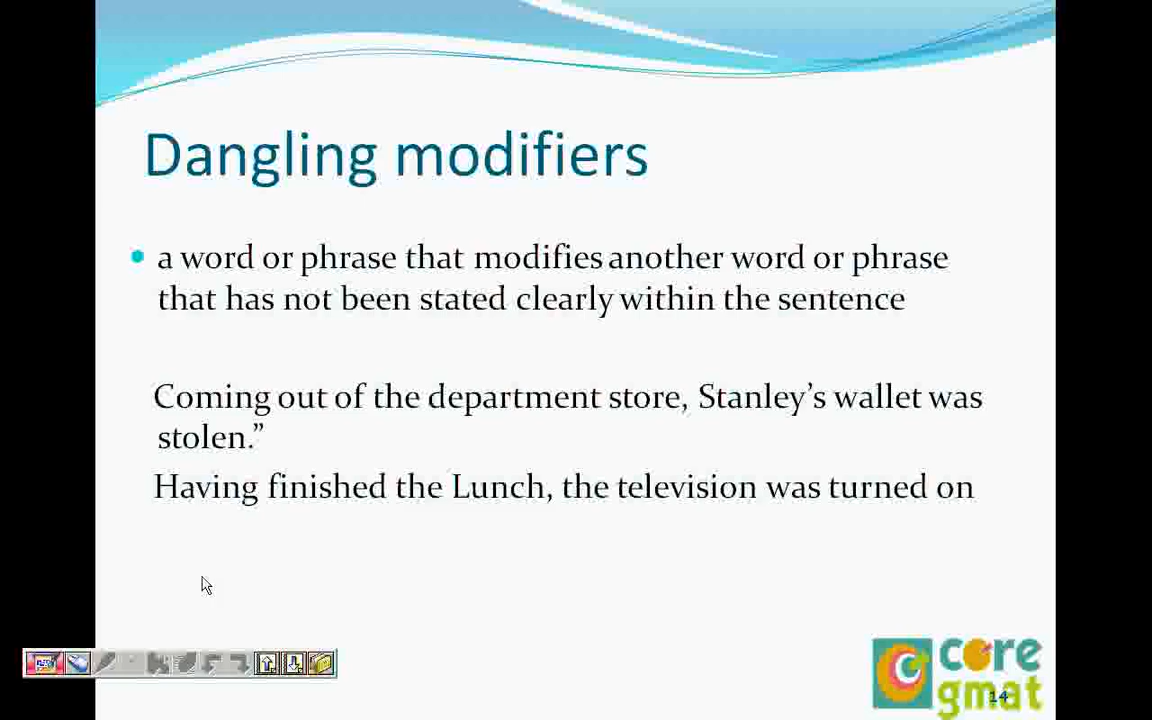 Dangling modifiers
a word or phrase that modifies another word or phrase
that has not been stated clearly within the sentence
Coming out of the department store, Stanley’s wallet was
stolen.”
Having finished the Lunch, the television was turned on
core
gmat
14